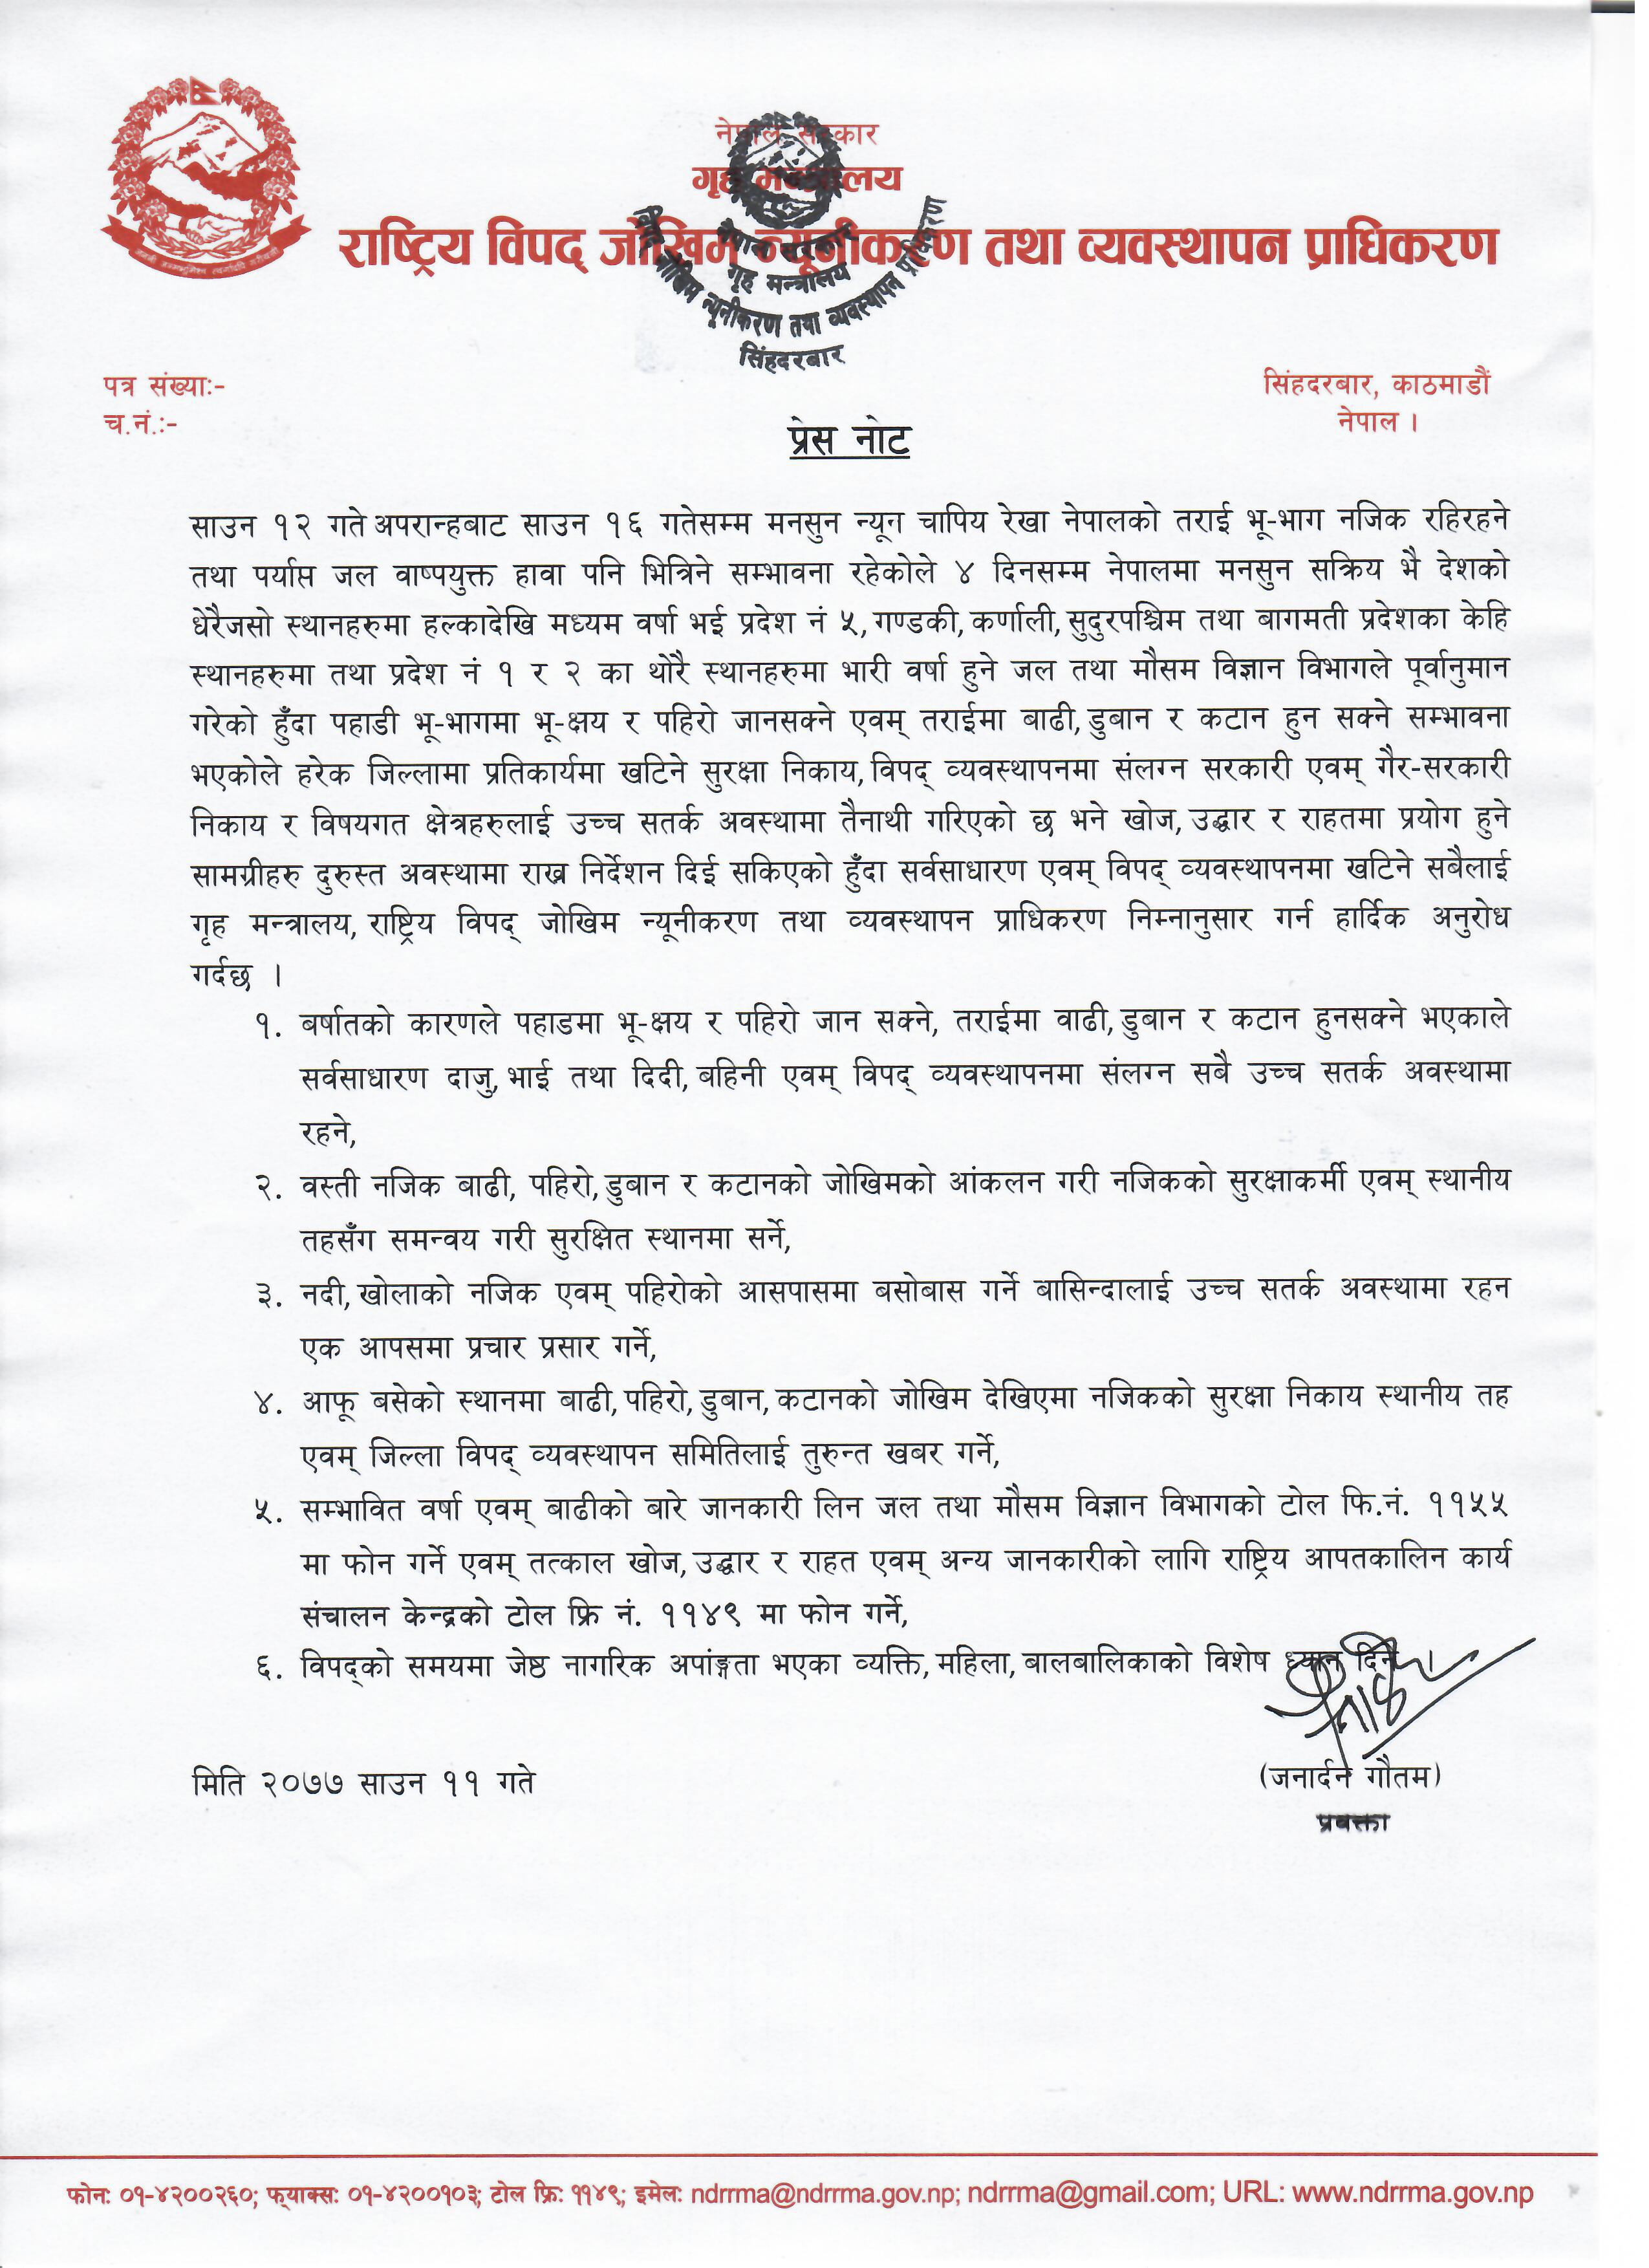 नेपाल सरकार
गृह मन्त्रालय
राष्ट्रिय विपद् जोखिम न्यूनीकरण तथा व्यवस्थापन प्राधिकरण
नेपाल सरकार
गृह मन्त्रालय
जोखिम न्यूनीकरण तथा व्यवस्थापन प्राधिकरण
सिंहदरबार
पत्र संख्या:-
च.नं.:-
सिंहदरबार, काठमाडौं
नेपाल ।
प्रेस नोट
साउन १२ गते अपरान्हबाट साउन १६ गतेसम्म मनसुन न्यून चापिय रेखा नेपालको तराई भू-भाग नजिक रहिरहने
तथा पर्याप्त जल वाष्पयुक्त हावा पनि भित्रिने सम्भावना रहेकोले ४ दिनसम्म नेपालमा मनसुन सक्रिय भै देशको
धेरैजसो स्थानहरुमा हल्कादेखि मध्यम वर्षा भई प्रदेश नं ५, गण्डकी, कर्णाली, सुदुरपश्चिम तथा बागमती प्रदेशका केहि
स्थानहरुमा तथा प्रदेश नं १ र २ का थोरै स्थानहरुमा भारी वर्षा हुने जल तथा मौसम विज्ञान विभागले पूर्वानुमान
गरेको हुँदा पहाडी भू-भागमा भू-क्षय र पहिरो जानसक्ने एवम् तराईमा बाढी, डुबान र कटान हुन सक्ने सम्भावना
भएकोले हरेक जिल्लामा प्रतिकार्यमा खटिने सुरक्षा निकाय, विपद् व्यवस्थापनमा संलग्न सरकारी एवम् गैर-सरकारी
निकाय र विषयगत क्षेत्रहरुलाई उच्च सतर्क अवस्थामा तैनाथी गरिएको छ भने खोज, उद्धार र राहतमा प्रयोग हुने
सामग्रीहरु दुरुस्त अवस्थामा राख्न निर्देशन दिई सकिएको हुँदा सर्वसाधारण एवम् विपद् व्यवस्थापनमा खटिने सबैलाई
गृह मन्त्रालय, राष्ट्रिय विपद् जोखिम न्यूनीकरण तथा व्यवस्थापन प्राधिकरण निम्नानुसार गर्न हार्दिक अनुरोध
गर्दछ ।
१. बर्षातको कारणले पहाडमा भू-क्षय र पहिरो जान सक्ने, तराईमा वाढी, डुबान र कटान हुनसक्ने भएकाले
सर्वसाधारण दाजु, भाई तथा दिदी, बहिनी एवम् विपद् व्यवस्थापनमा संलग्न सबै उच्च सतर्क अवस्थामा
रहने,
२. वस्ती नजिक बाढी, पहिरो, डुबान र कटानको जोखिमको आंकलन गरी नजिकको सुरक्षाकर्मी एवम् स्थानीय
तहसँग समन्वय गरी सुरक्षित स्थानमा सर्ने,
३. नदी, खोलाको नजिक एवम् पहिरोको आसपासमा बसोबास गर्ने बासिन्दालाई उच्च सतर्क अवस्थामा रहन
एक आपसमा प्रचार प्रसार गर्ने,
४. आफू बसेको स्थानमा बाढी, पहिरो, डुबान, कटानको जोखिम देखिएमा नजिकको सुरक्षा निकाय स्थानीय तह
एवम् जिल्ला विपद् व्यवस्थापन समितिलाई तुरुन्त खबर गर्ने,
५. सम्भावित वर्षा एवम् बाढीको बारे जानकारी लिन जल तथा मौसम विज्ञान विभागको टोल फि.नं. ११५५
मा फोन गर्ने एवम् तत्काल खोज, उद्धार र राहत एवम् अन्य जानकारीको लागि राष्ट्रिय आपतकालिन कार्य
संचालन केन्द्रको टोल फ्रि नं. ११४९ मा फोन गर्ने,
६. विपद्को समयमा जेष्ठ नागरिक अपांङ्गता भएका व्यक्ति, महिला, बालबालिकाको विशेष ध्यान दिने ।
मिति २०७७ साउन ११ गते
(जनार्दन गौतम)
प्रवक्ता
फोन: ०१-४२००२६०; फ्याक्स: ०१-४२००१०३; टोल फ्रि: ११४९; इमेल: ndrrma@ndrrma.gov.np; ndrrma@gmail.com; URL: www.ndrrma.gov.np